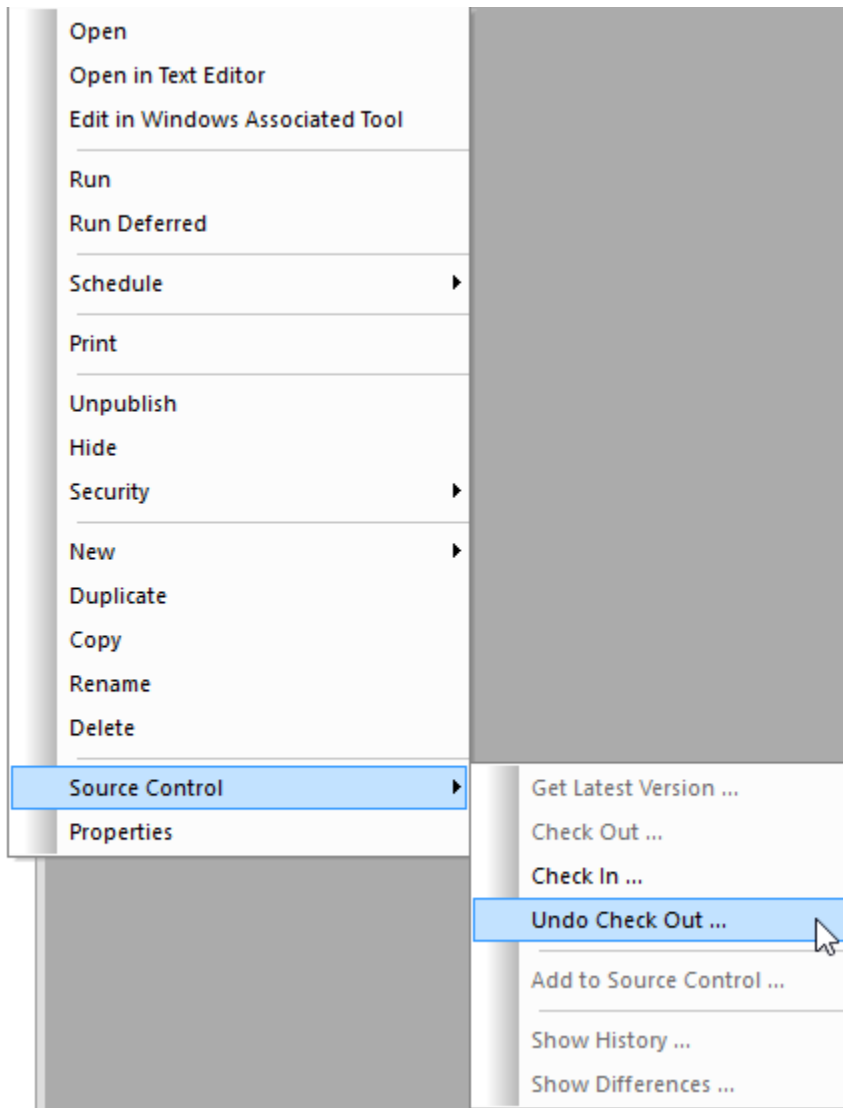 Open
Open in Text Editor
Edit in Windows Associated Tool
Run
Run Deferred
Schedule
Print
Unpublish
Hide
Security
New
Duplicate
Copy
Rename
Delete
Source Control
Properties
Get Latest Version ...
Check Out ...
Check In ...
Undo Check Out ...
Add to Source Control ...
Show History ...
Show Differences ...